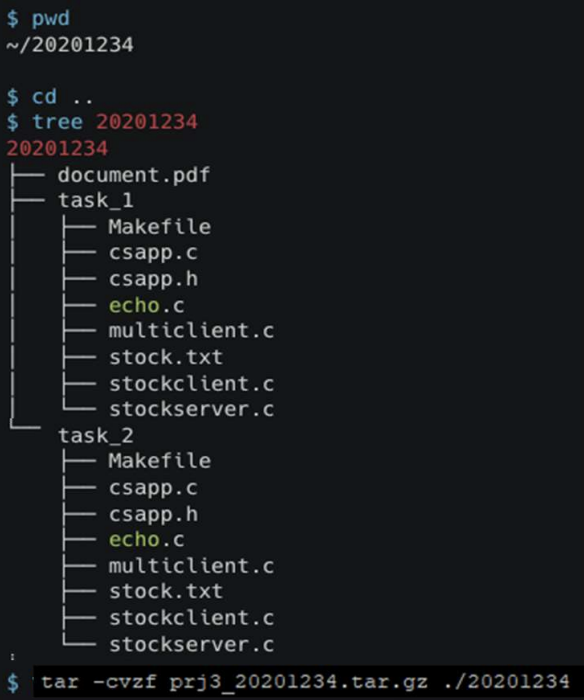 $ pwd
~/20201234
$ cd ..
$ tree 20201234
20201234
├── document.pdf
├── task_1
│   ├── Makefile
│   ├── csapp.c
│   ├── csapp.h
│   ├── echo.c
│   ├── multiclient.c
│   ├── stock.txt
│   ├── stockclient.c
│   └── stockserver.c
└── task_2
    ├── Makefile
    ├── csapp.c
    ├── csapp.h
    ├── echo.c
    ├── multiclient.c
    ├── stock.txt
    ├── stockclient.c
    └── stockserver.c
:
$ tar -cvzf prj3_20201234.tar.gz ./20201234